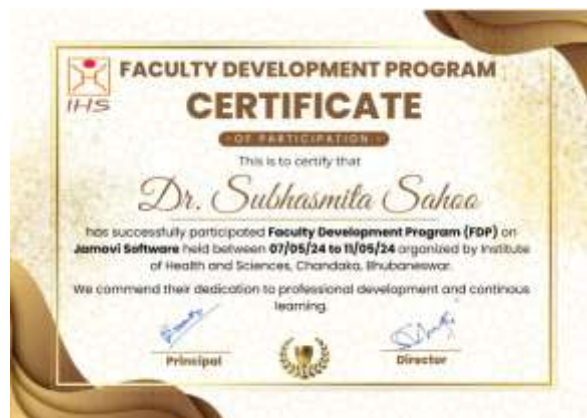 FACULTY DEVELOPMENT PROGRAM
IHS
CERTIFICATE
OF PARTICIPATION
This is to certify that
Dr. Subhasmita Sahoo
has successfully participated Faculty Development Program (FDP) on
Jamovi Software held between 07/05/24 to 11/05/24 organized by Institute
of Health and Sciences, Chandaka, Bhubaneswar.
We commend their dedication to professional development and continous
learning.
Principal
Director